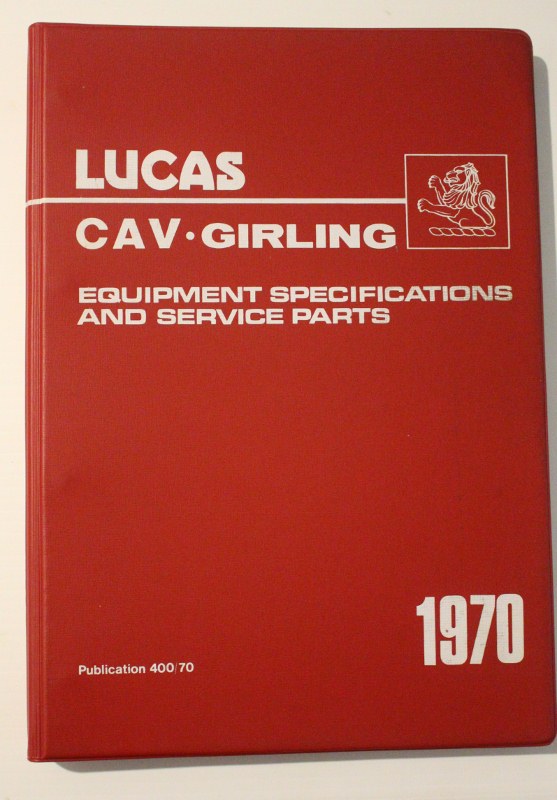 LUCAS
CAV·GIRLING
EQUIPMENT SPECIFICATIONS
AND SERVICE PARTS
1970
Publication 400/70